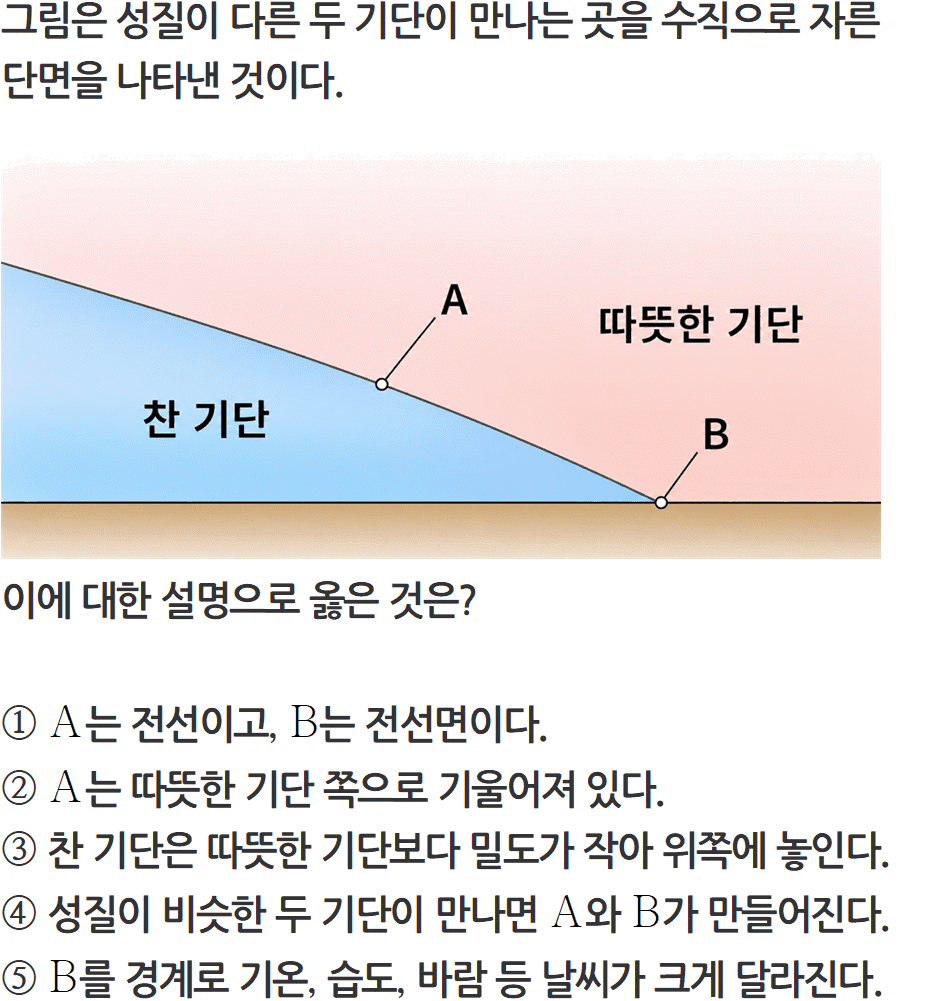 그림은 성질이 다른 두 기단이 만나는 곳을 수직으로 자른
단면을 나타낸 것이다.
A
따뜻한 기단
찬 기단
B
이에 대한 설명으로 옳은 것은?
① A는 전선이고, B는 전선면이다.
② A는 따뜻한 기단 쪽으로 기울어져 있다.
③ 찬 기단은 따뜻한 기단보다 밀도가 작아 위쪽에 놓인다.
④ 성질이 비슷한 두 기단이 만나면 A와 B가 만들어진다.
⑤ B를 경계로 기온, 습도, 바람 등 날씨가 크게 달라진다.